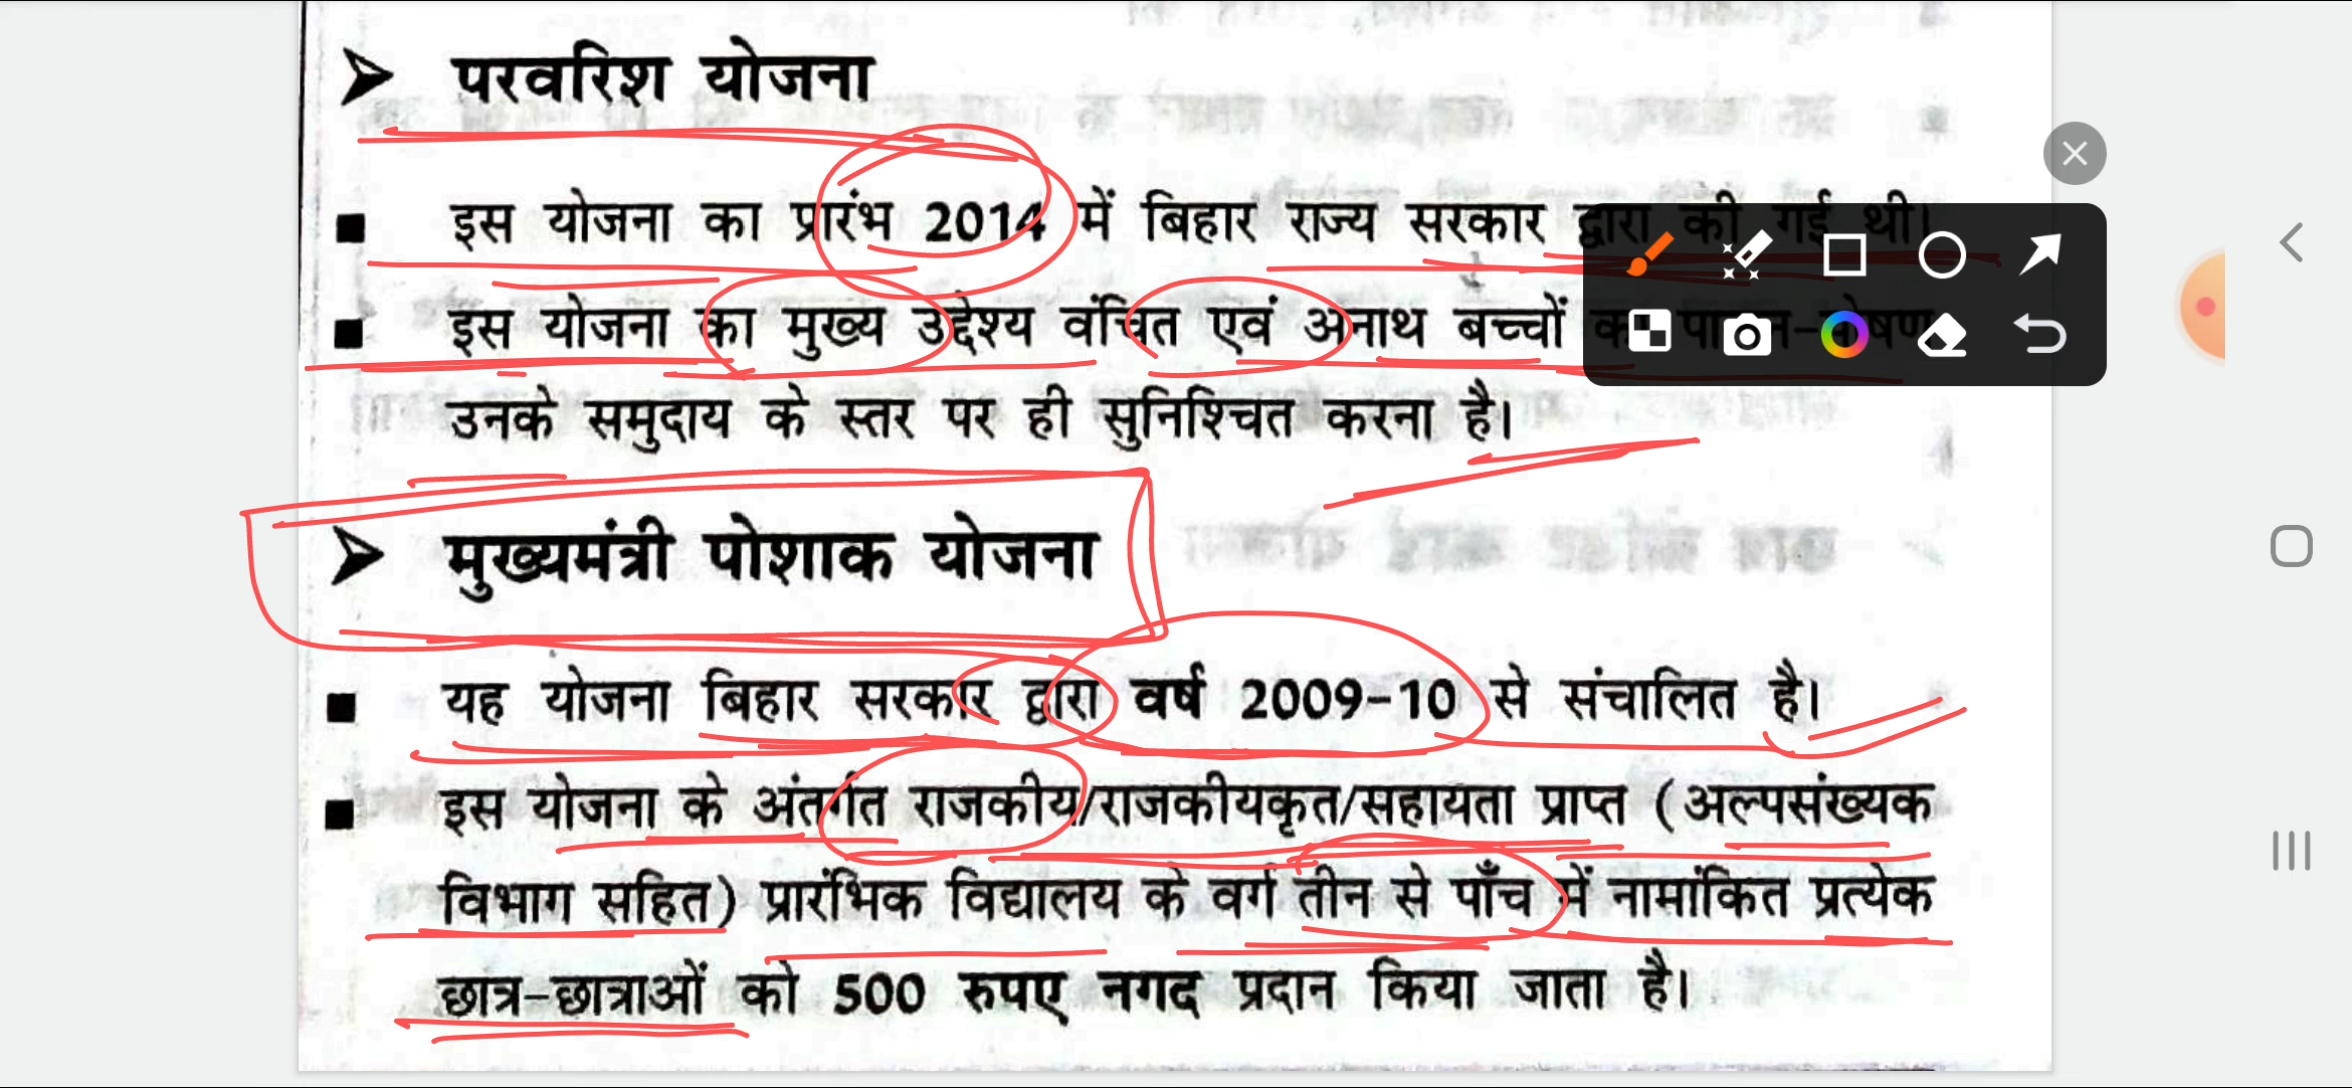 ➤ परवरिश योजना
■ इस योजना का प्रारंभ 2014 में बिहार राज्य सरकार द्वारा की गई थी।
■ इस योजना का मुख्य उद्देश्य वंचित एवं अनाथ बच्चों का पालन-पोषण
उनके समुदाय के स्तर पर ही सुनिश्चित करना है।
➤ मुख्यमंत्री पोशाक योजना
■ यह योजना बिहार सरकार द्वारा वर्ष 2009-10 से संचालित है।
■ इस योजना के अंतर्गत राजकीय/राजकीयकृत/सहायता प्राप्त (अल्पसंख्यक
विभाग सहित) प्रारंभिक विद्यालय के वर्ग तीन से पाँच में नामांकित प्रत्येक
छात्र-छात्राओं को 500 रुपए नगद प्रदान किया जाता है।